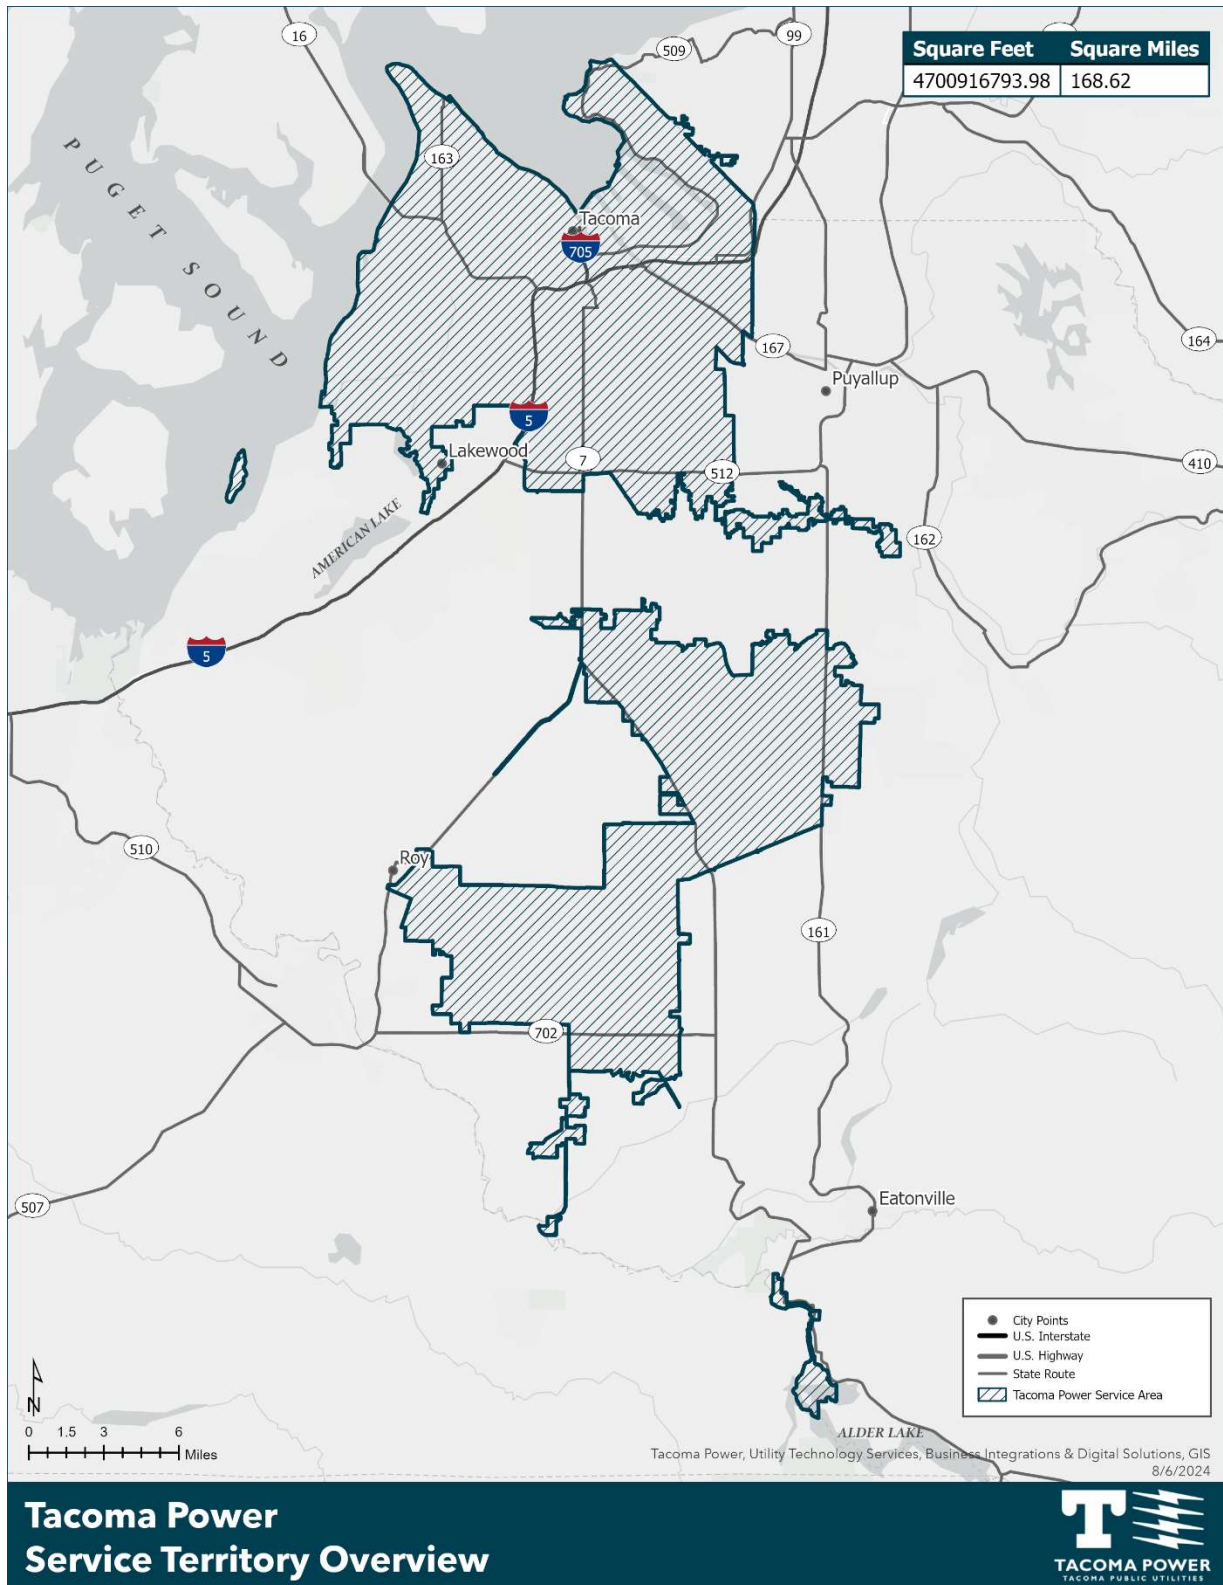 16
509
99
Square Feet Square Miles
4700916793.98 168.62
163
PUGET SOUND
Tacoma
705
164
167
Puyallup
5
Lakewood
7
512
410
AMERICAN LAKE
162
5
510
Roy
161
702
507
Eatonville
City Points
U.S. Interstate
U.S. Highway
State Route
Tacoma Power Service Area
N
0 1.5 3 6
Miles
ALDER LAKE
Tacoma Power, Utility Technology Services, Business Integrations & Digital Solutions, GIS
8/6/2024
Tacoma Power
Service Territory Overview
T
TACOMA POWER
TACOMA PUBLIC UTILITIES